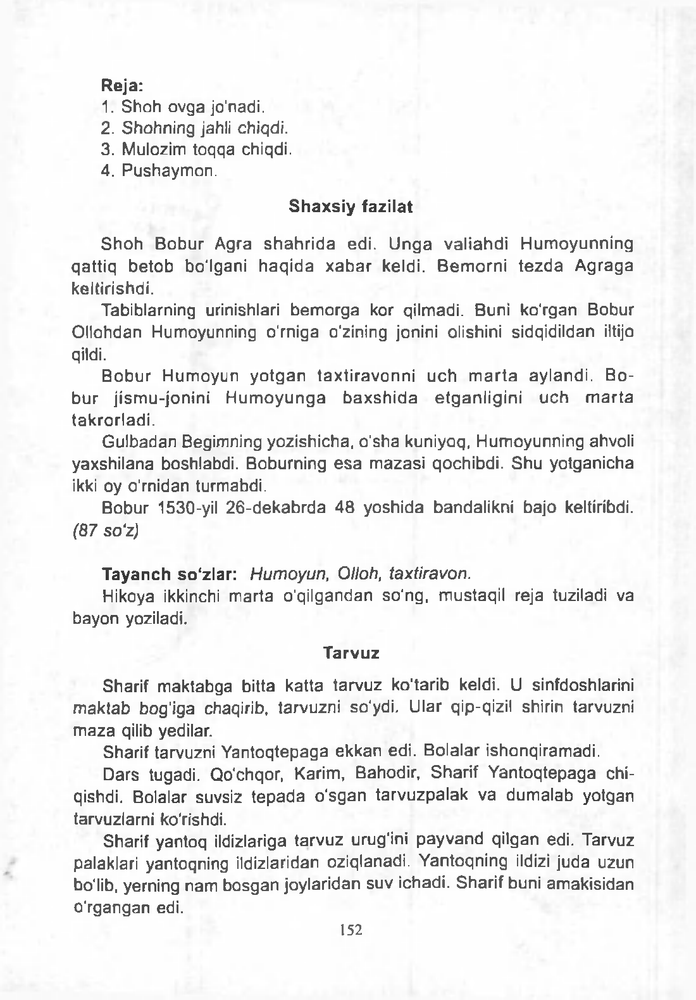 Reja:
1. Shoh ovga jo'nadi.
2. Shohning jahli chiqdi.
3. Mulozim toqqa chiqdi.
4. Pushaymon.
Shaxsiy fazilat
Shoh Bobur Agra shahrida edi. Unga valiahdi Humoyunning
qattiq betob bo'lgani haqida xabar keldi. Bemorni tezda Agraga
keltirishdi.
Tabiblarning urinishlari bemorga kor qilmadi. Buni ko'rgan Bobur
Ollohdan Humoyunning o'rniga o'zining jonini olishini sidqidildan iltijo
qildi.
Bobur Humoyun yotgan taxtiravonni uch marta aylandi. Bo-
bur jismu-jonini Humoyunga baxshida etganligini uch marta
takrorladi.
Gulbadan Begimning yozishicha, o'sha kuniyoq, Humoyunning ahvoli
yaxshilana boshlabdi. Boburning esa mazasi qochibdi. Shu yotganicha
ikki oy o'rnidan turmabdi.
Bobur 1530-yil 26-dekabrda 48 yoshida bandalikni bajo keltiribdi.
(87 so‘z)
Tayanch so‘zlar: Humoyun, Olloh, taxtiravon.
Hikoya ikkinchi marta o'qilgandan so'ng, mustaqil reja tuziladi va
bayon yoziladi.
Tarvuz
Sharif maktabga bitta katta tarvuz ko'tarib keldi. U sinfdoshlarini
maktab bog'iga chaqirib, tarvuzni so'ydi. Ular qip-qizil shirin tarvuzni
maza qilib yedilar.
Sharif tarvuzni Yantoqtepaga ekkan edi. Bolalar ishonqiramadi.
Dars tugadi. Qo'chqor, Karim, Bahodir, Sharif Yantoqtepaga chi-
qishdi. Bolalar suvsiz tepada o'sgan tarvuzpalak va dumalab yotgan
tarvuzlarni ko'rishdi.
Sharif yantoq ildizlariga tarvuz urug'ini payvand qilgan edi. Tarvuz
palaklari yantoqning ildizlaridan oziqlanadi. Yantoqning ildizi juda uzun
bo'lib, yerning nam bosgan joylaridan suv ichadi. Sharif buni amakisidan
o'rgangan edi.
152